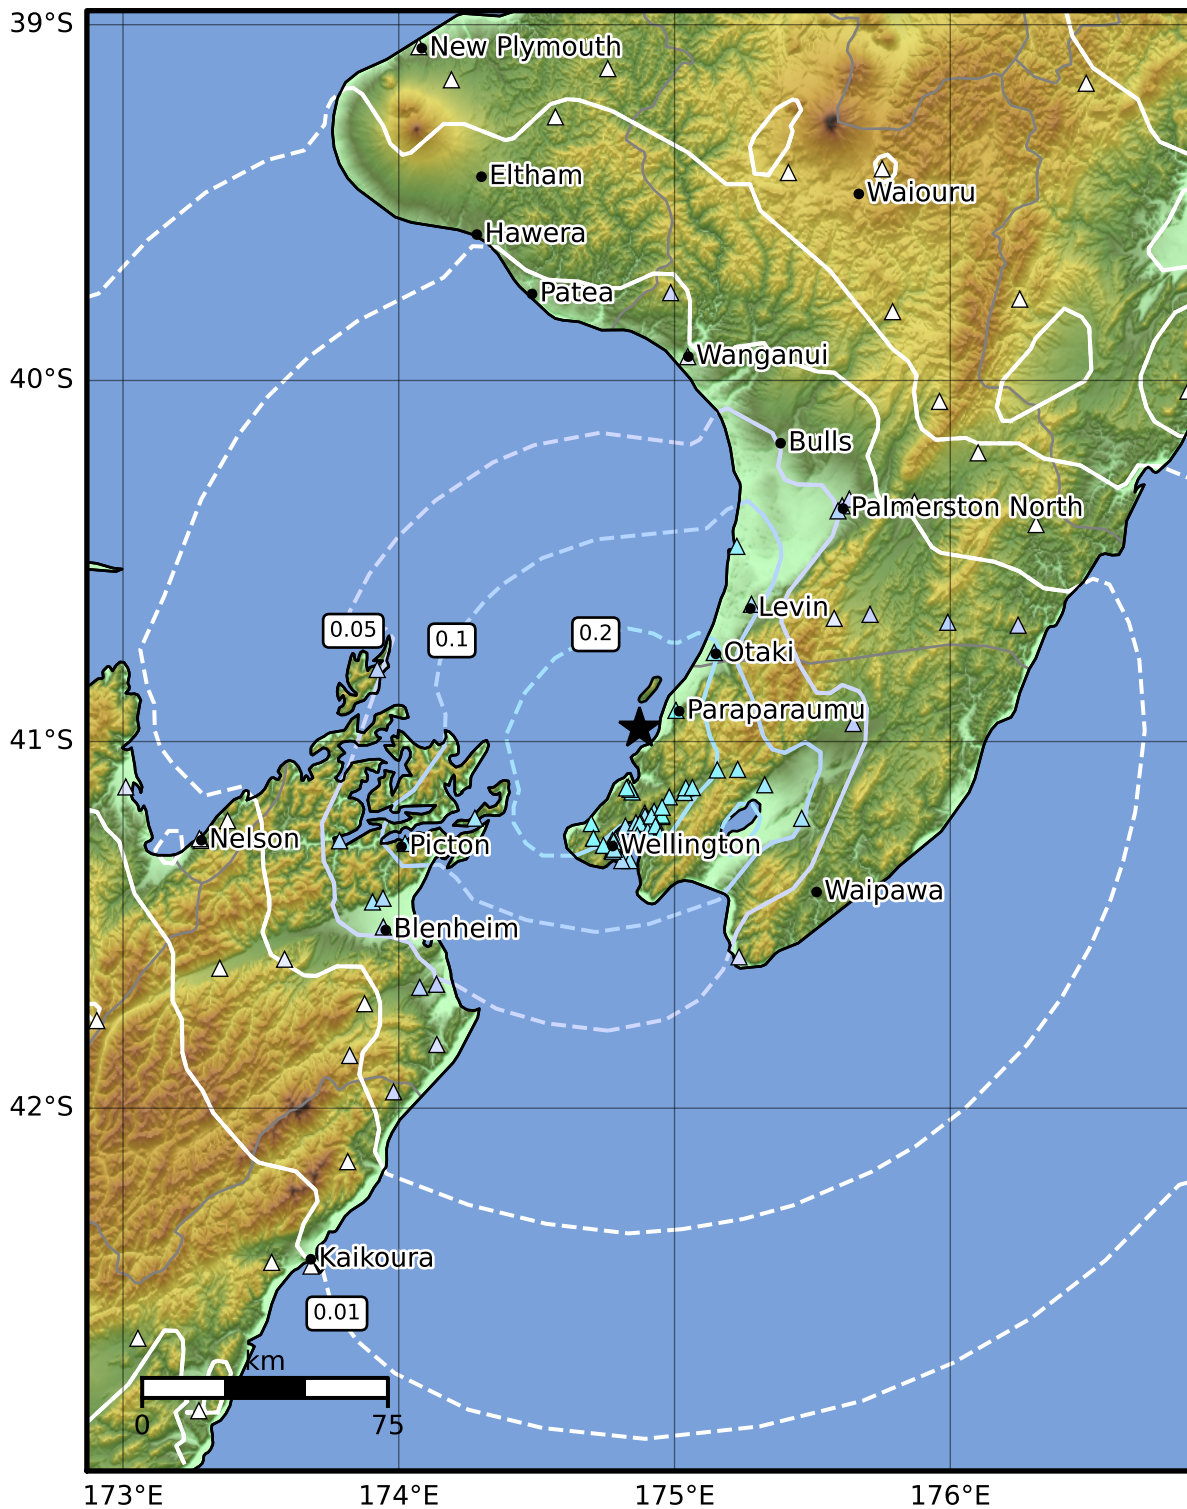 39°S
New Plymouth
Eltham
Waiouru
Hawera
Patea
Wanganui
40°S
Bulls
Palmerston North
Levin
0.05
0.1
0.2
Otaki
Paraparaumu
41°S
Nelson
Picton
Wellington
Waipawa
Blenheim
42°S
Kaikoura
0.01
km
0
75
173°E
174°E
175°E
176°E